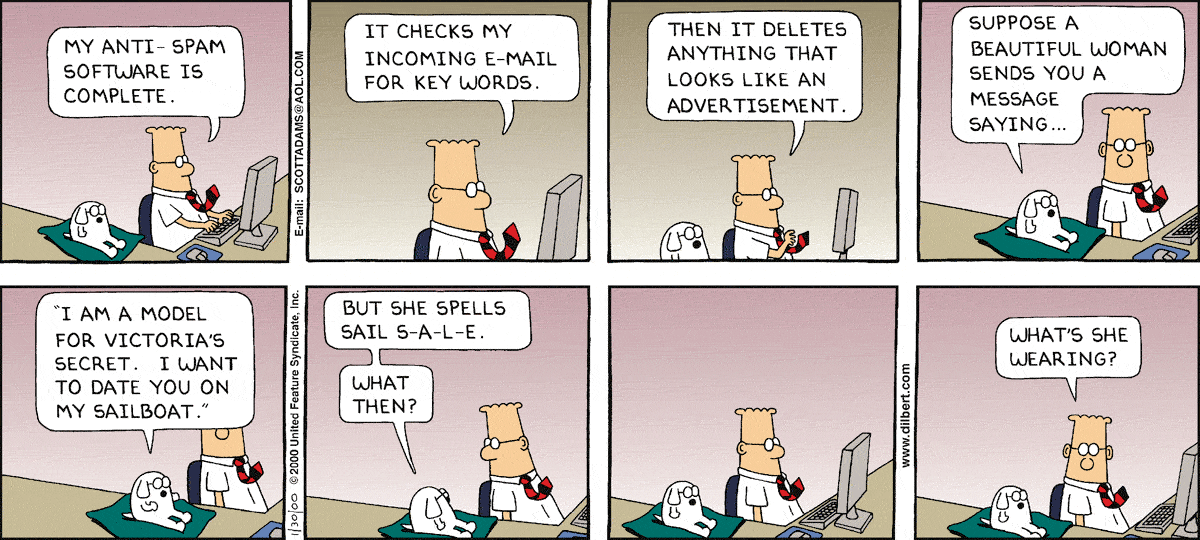 MY ANTI-SPAM
SOFTWARE IS
COMPLETE.
E-mail: SCOTTADAMS@AOL.COM
IT CHECKS MY
INCOMING E-MAIL
FOR KEY WORDS.
THEN IT DELETES
ANYTHING THAT
LOOKS LIKE AN
ADVERTISEMENT.
SUPPOSE A
BEAUTIFUL WOMAN
SENDS YOU A
MESSAGE
SAYING...
"I AM A MODEL
FOR VICTORIA'S
SECRET. I WANT
TO DATE YOU ON
MY SAILBOAT."
1/30/00 © 2000 United Feature Syndicate, Inc.
BUT SHE SPELLS
SAIL S-A-L-E.
WHAT
THEN?
www.dilbert.com
WHAT'S SHE
WEARING?